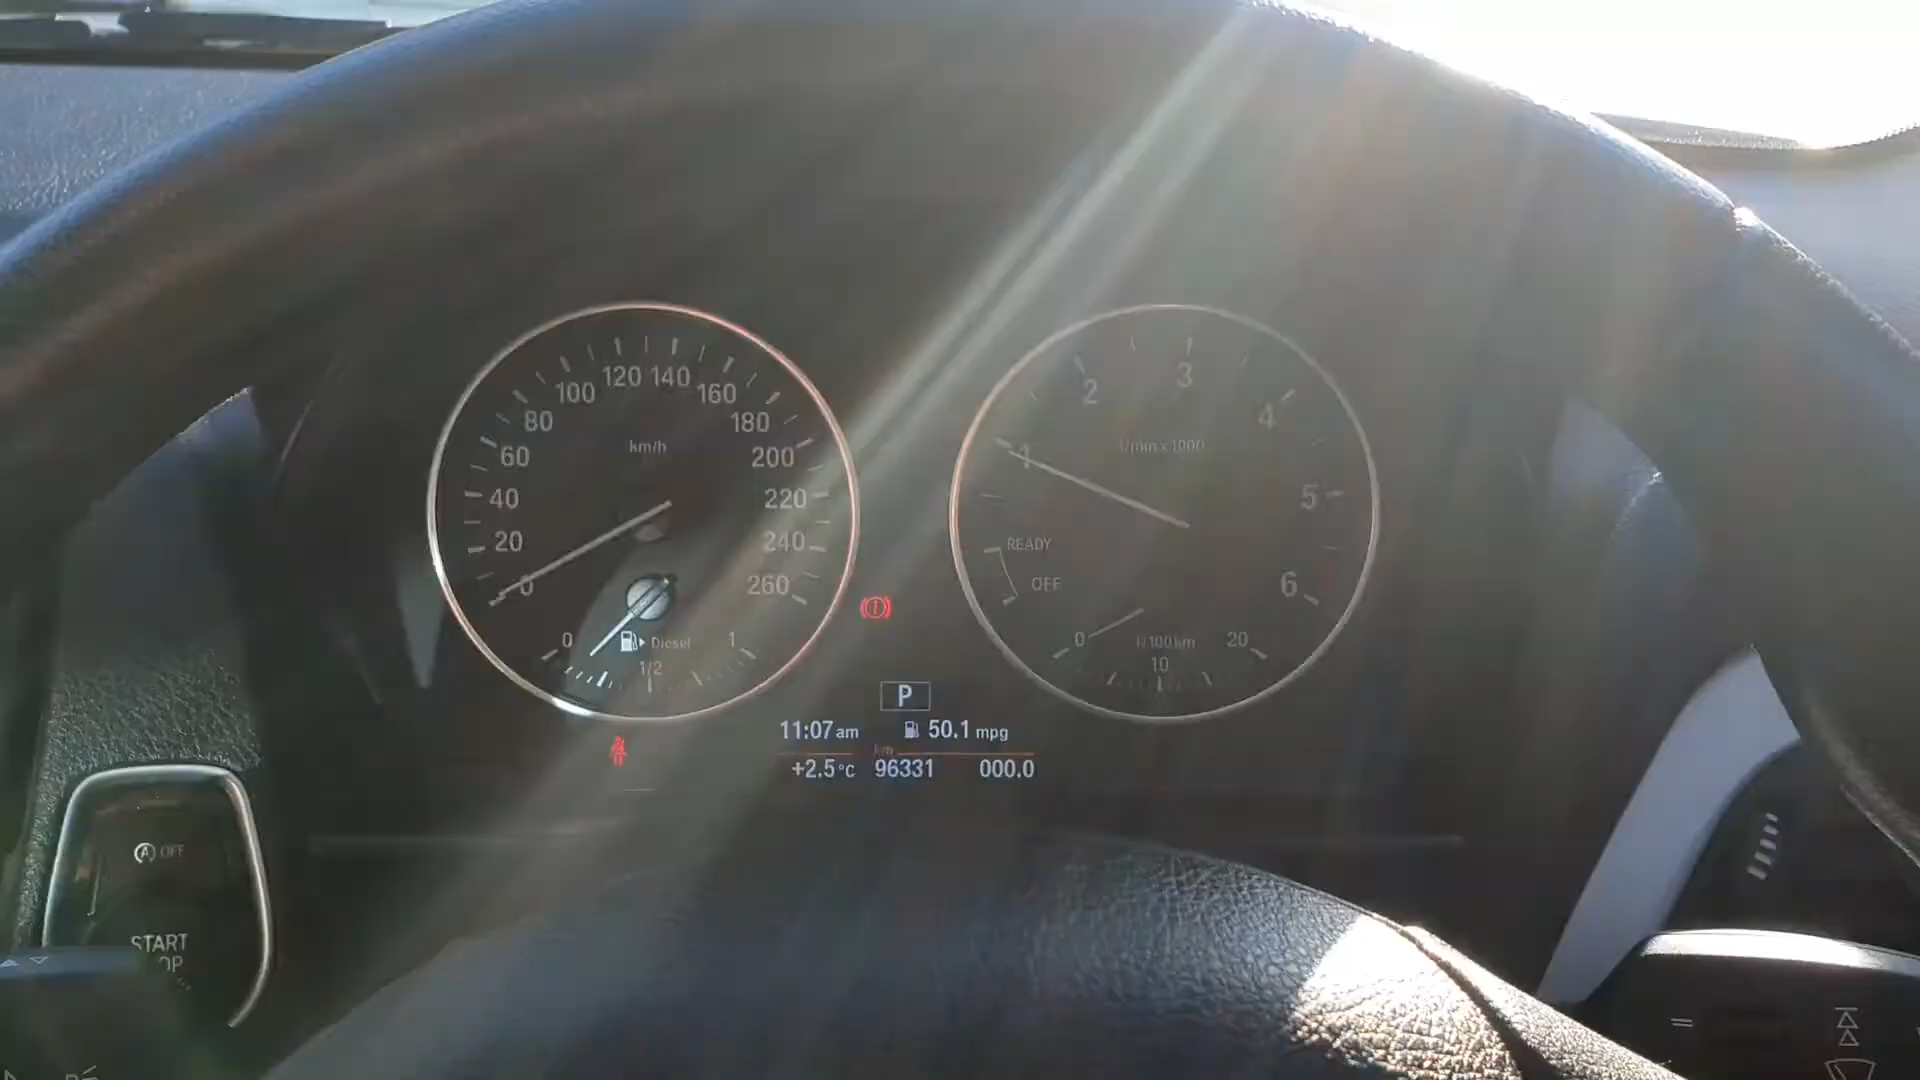 120 140
100 160
80 180
km/h
60 200
40 220
20 240
0 260
0 Diesel 1
1/2
3
2
4
1/min x 1000
1
5
READY
OFF
6
0 l/100km 20
10
P
11:07 am 50.1 mpg
km
+2.5 °C 96331 000.0
A OFF
START